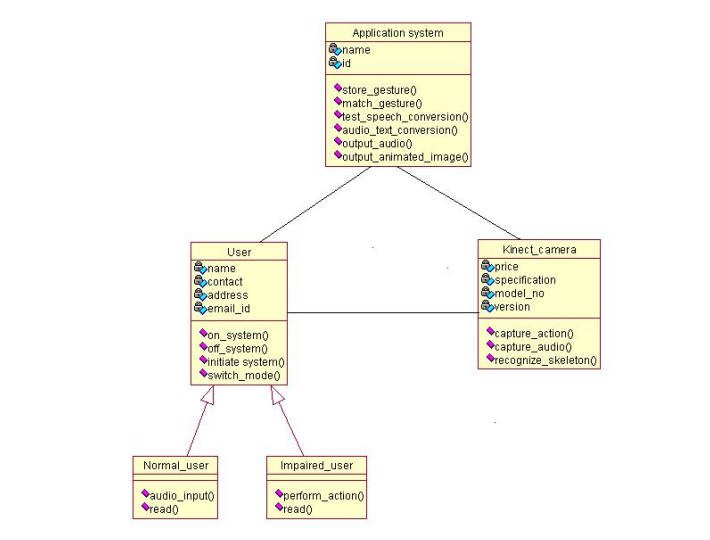 Application system
name
id
store_gesture()
match_gesture()
test_speech_conversion()
audio_text_conversion()
output_audio()
output_animated_image()
User
name
contact
address
email_id
on_system()
off_system()
initiate system()
switch_mode()
Kinect_camera
price
specification
model_no
version
capture_action()
capture_audio()
recognize_skeleton()
Normal_user
audio_input()
read()
Impaired_user
perform_action()
read()